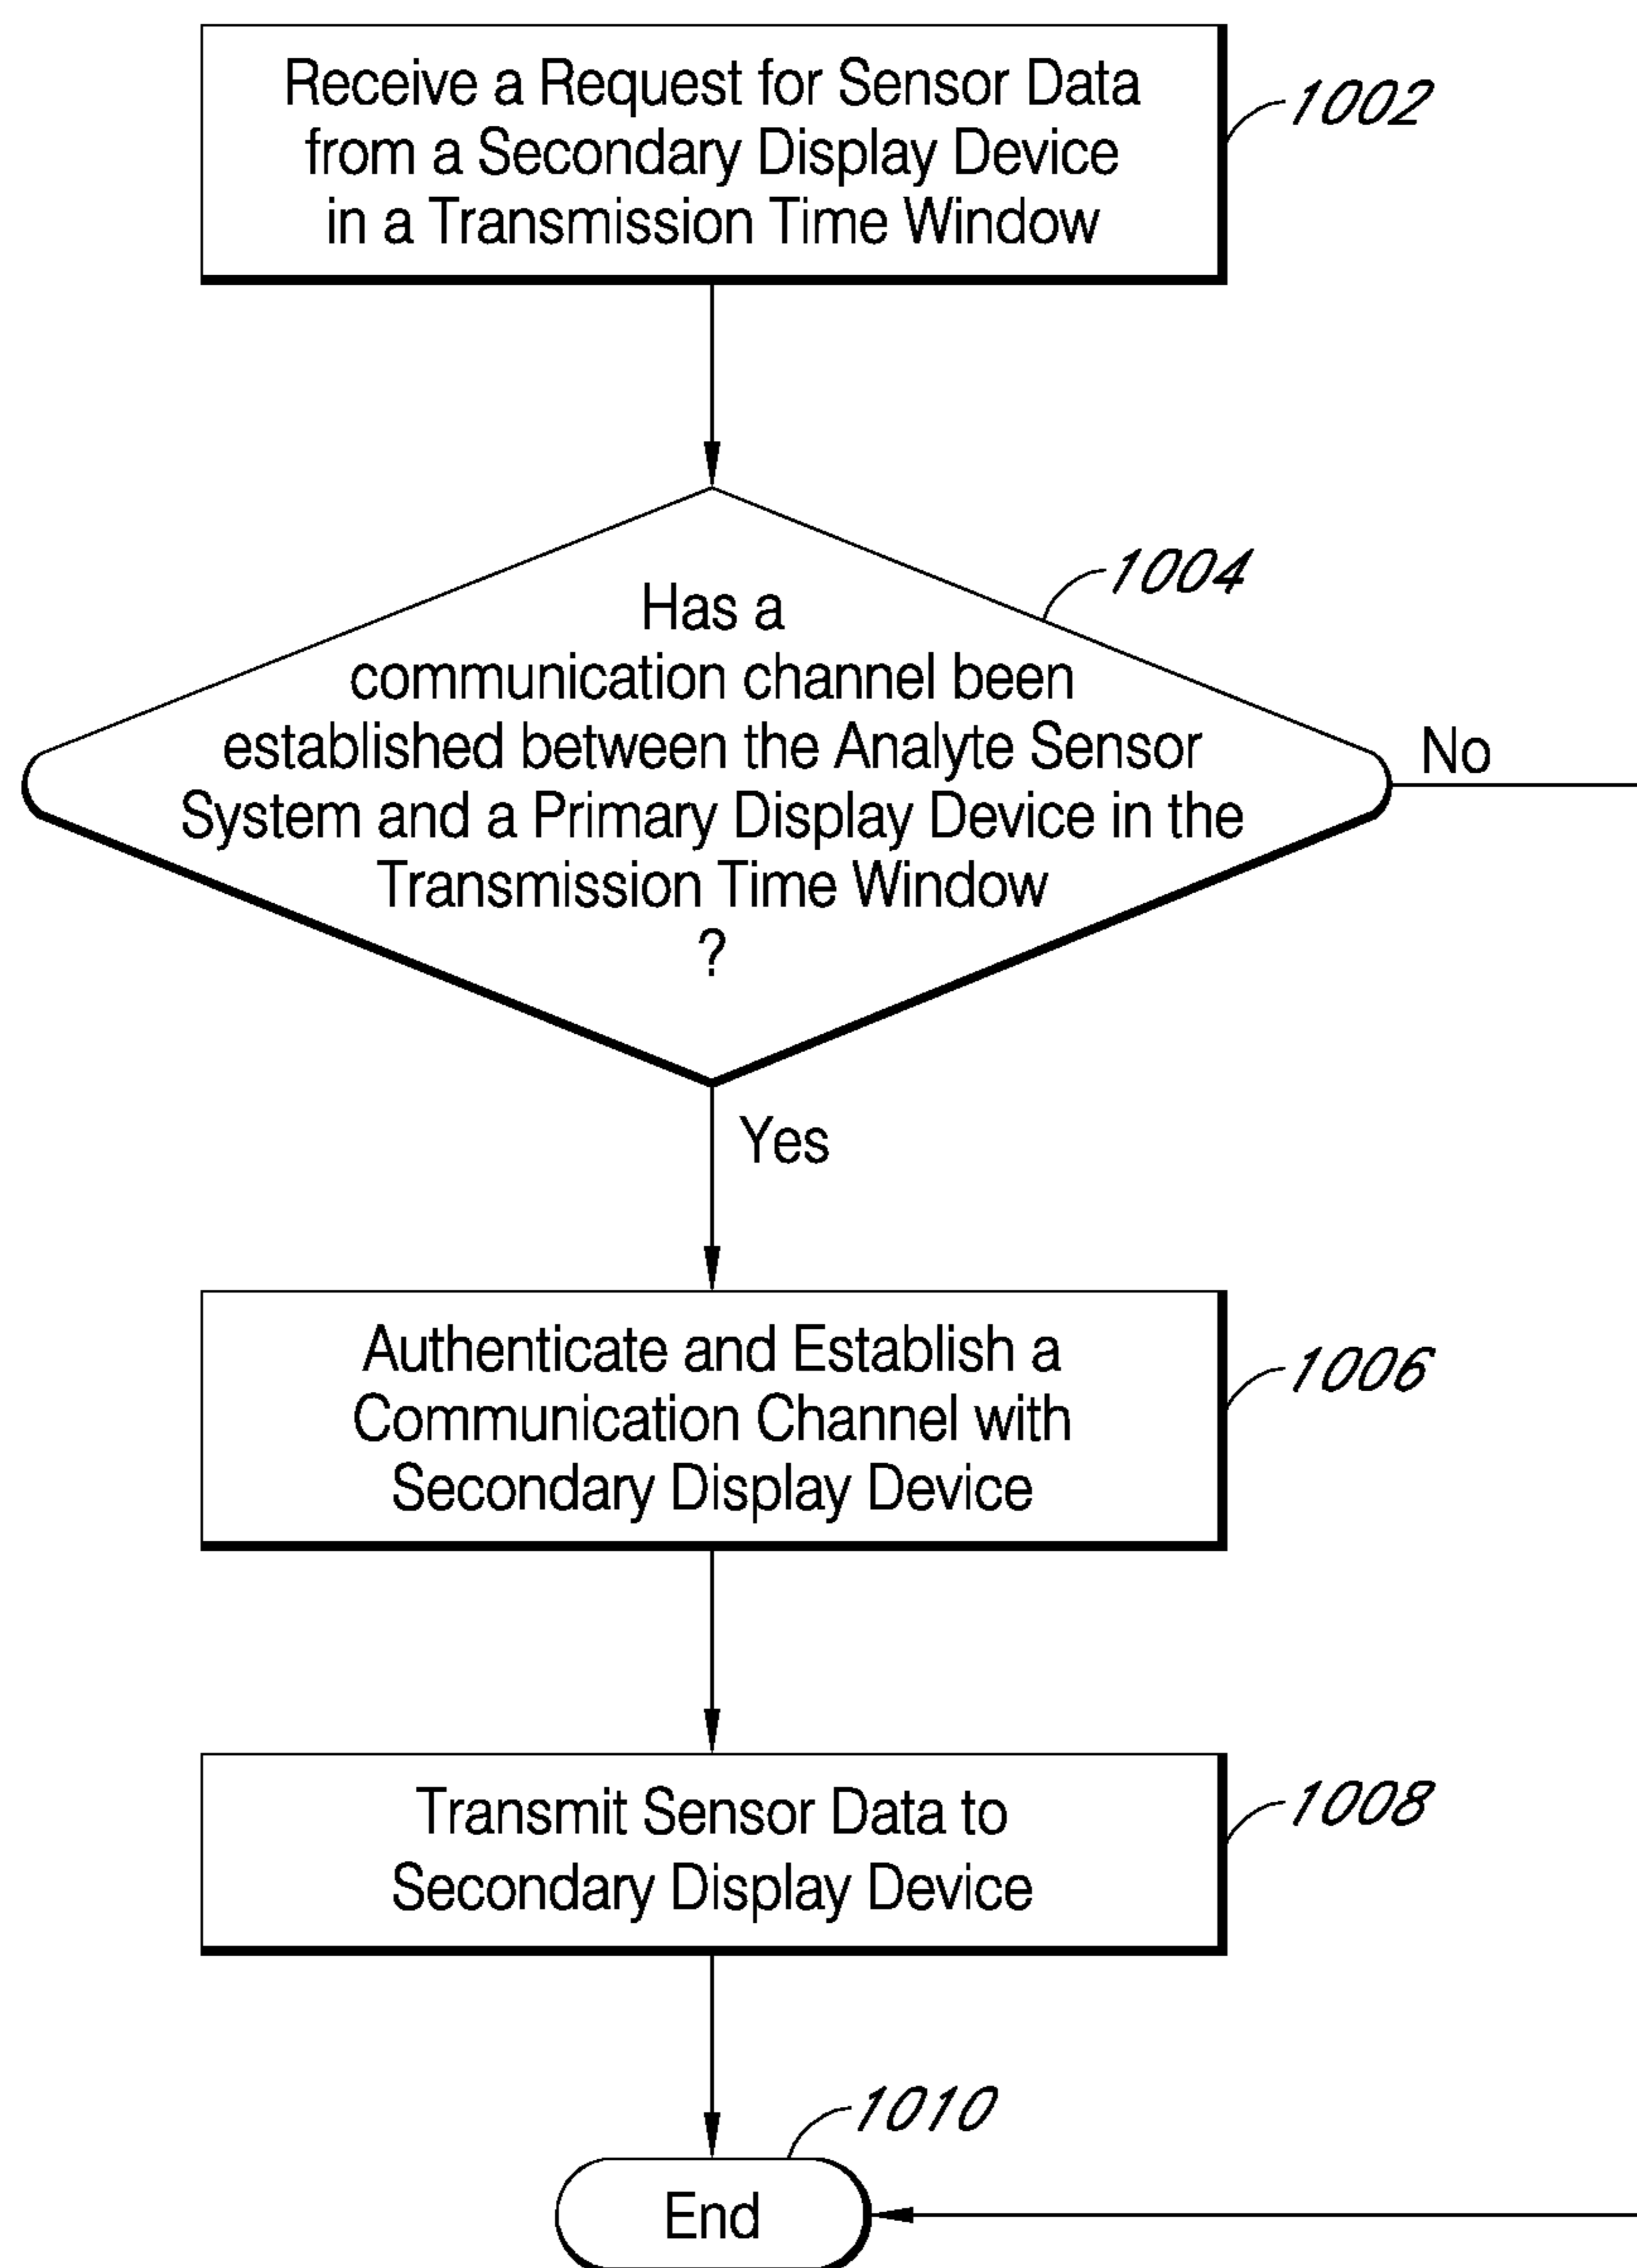 Receive a Request for Sensor Data
from a Secondary Display Device
in a Transmission Time Window
1002
Has a
communication channel been
established between the Analyte Sensor
System and a Primary Display Device in the
Transmission Time Window
?
1004
No
Yes
Authenticate and Establish a
Communication Channel with
Secondary Display Device
1006
Transmit Sensor Data to
Secondary Display Device
1008
1010
End